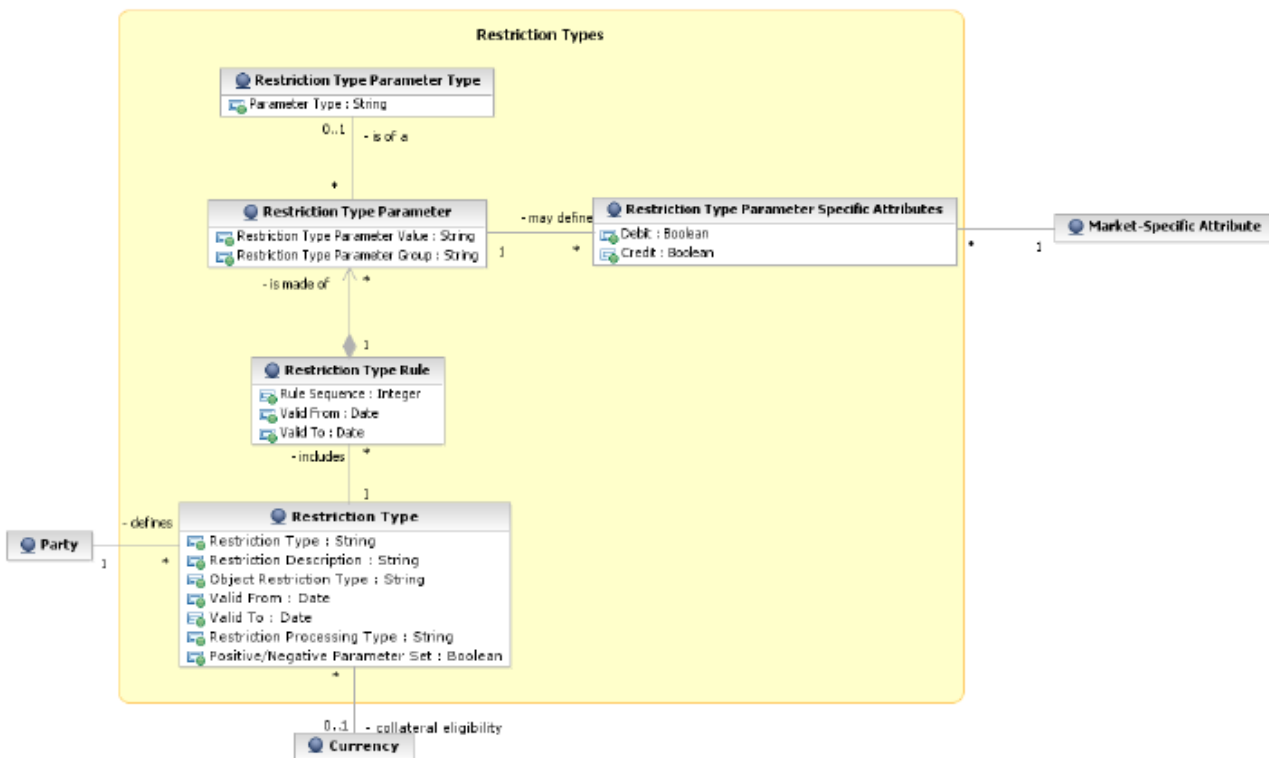 Restriction Types
Restriction Type Parameter Type
Parameter Type : String
0..1
- is of a
*
Restriction Type Parameter
Restriction Type Parameter Value : String
Restriction Type Parameter Group : String
1
- may define
*
Restriction Type Parameter Specific Attributes
Debit : Boolean
Credit : Boolean
*
1
Market-Specific Attribute
- is made of
*
1
Restriction Type Rule
Rule Sequence : Integer
Valid From : Date
Valid To : Date
- includes
*
1
- defines
Party
1
*
Restriction Type
Restriction Type : String
Restriction Description : String
Object Restriction Type : String
Valid From : Date
Valid To : Date
Restriction Processing Type : String
Positive/Negative Parameter Set : Boolean
*
0..1
- collateral eligibility
Currency